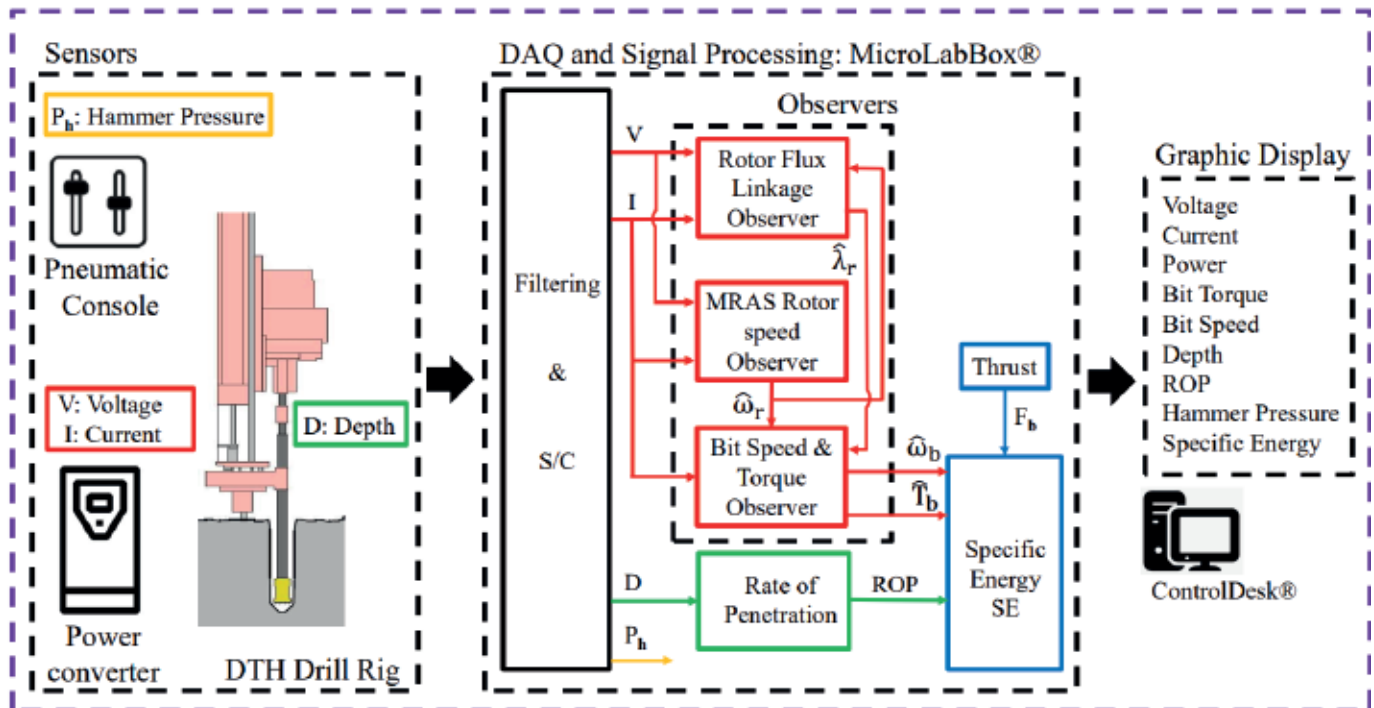 Sensors
P_h: Hammer Pressure
Pneumatic
Console
V: Voltage
I: Current
D: Depth
Power
converter
DTH Drill Rig
DAQ and Signal Processing: MicroLabBox®
Filtering
&
S/C
V
I
D
P_h
Observers
Rotor Flux
Linkage
Observer
λ̂_r
MRAS Rotor
speed
Observer
ω̂_r
Bit Speed &
Torque
Observer
ω̂_b
T̂_b
Rate of
Penetration
ROP
Thrust
F_b
Specific
Energy
SE
Graphic Display
Voltage
Current
Power
Bit Torque
Bit Speed
Depth
ROP
Hammer Pressure
Specific Energy
ControlDesk®